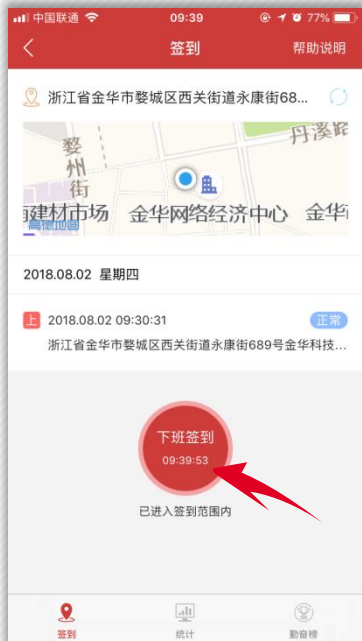 中国联通 09:39 77%
签到 帮助说明
浙江省金华市婺城区西关街道永康街68...
丹溪路
婺
州
街
建材市场 金华网络经济中心 金华
高德地图
2018.08.02 星期四
上 2018.08.02 09:30:31 正常
浙江省金华市婺城区西关街道永康街689号金华科技...
下班签到
09:39:53
已进入签到范围内
签到 统计 勤奋榜